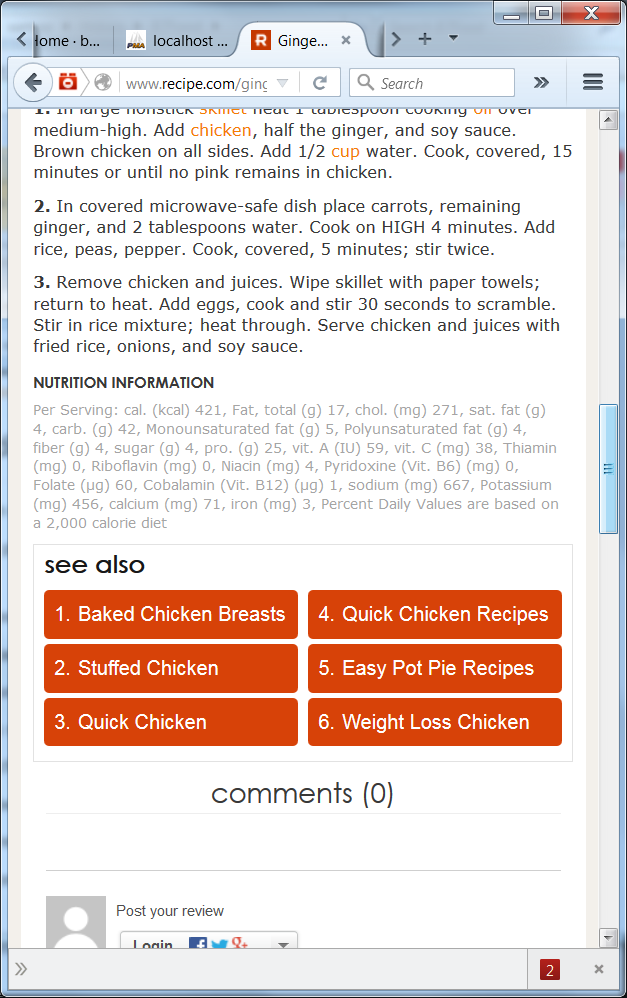 Home · b...
localhost ...
R
Ginge...
www.recipe.com/ging
Search
1. In large nonstick skillet heat 1 tablespoon cooking oil over
medium-high. Add chicken, half the ginger, and soy sauce.
Brown chicken on all sides. Add 1/2 cup water. Cook, covered, 15
minutes or until no pink remains in chicken.
2. In covered microwave-safe dish place carrots, remaining
ginger, and 2 tablespoons water. Cook on HIGH 4 minutes. Add
rice, peas, pepper. Cook, covered, 5 minutes; stir twice.
3. Remove chicken and juices. Wipe skillet with paper towels;
return to heat. Add eggs, cook and stir 30 seconds to scramble.
Stir in rice mixture; heat through. Serve chicken and juices with
fried rice, onions, and soy sauce.
NUTRITION INFORMATION
Per Serving: cal. (kcal) 421, Fat, total (g) 17, chol. (mg) 271, sat. fat (g)
4, carb. (g) 42, Monounsaturated fat (g) 5, Polyunsaturated fat (g) 4,
fiber (g) 4, sugar (g) 4, pro. (g) 25, vit. A (IU) 59, vit. C (mg) 38, Thiamin
(mg) 0, Riboflavin (mg) 0, Niacin (mg) 4, Pyridoxine (Vit. B6) (mg) 0,
Folate (µg) 60, Cobalamin (Vit. B12) (µg) 1, sodium (mg) 667, Potassium
(mg) 456, calcium (mg) 71, iron (mg) 3, Percent Daily Values are based on
a 2,000 calorie diet
see also
1. Baked Chicken Breasts
2. Stuffed Chicken
3. Quick Chicken
4. Quick Chicken Recipes
5. Easy Pot Pie Recipes
6. Weight Loss Chicken
comments (0)
Post your review
Login
2